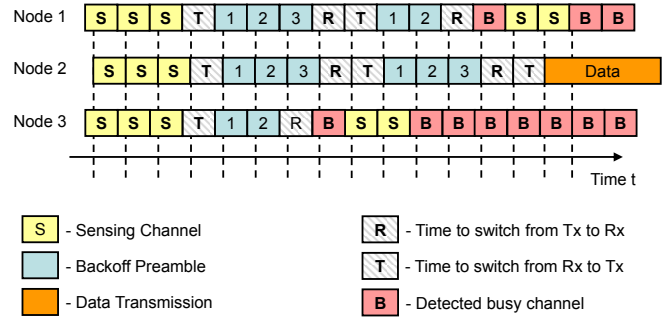 Node 1 S S S T 1 2 3 R T 1 2 R B S S B B
Node 2 S S S T 1 2 3 R T 1 2 3 R T Data
Node 3 S S S T 1 2 R B S S B B B B B B B
Time t
S - Sensing Channel R - Time to switch from Tx to Rx
- Backoff Preamble T - Time to switch from Rx to Tx
- Data Transmission B - Detected busy channel